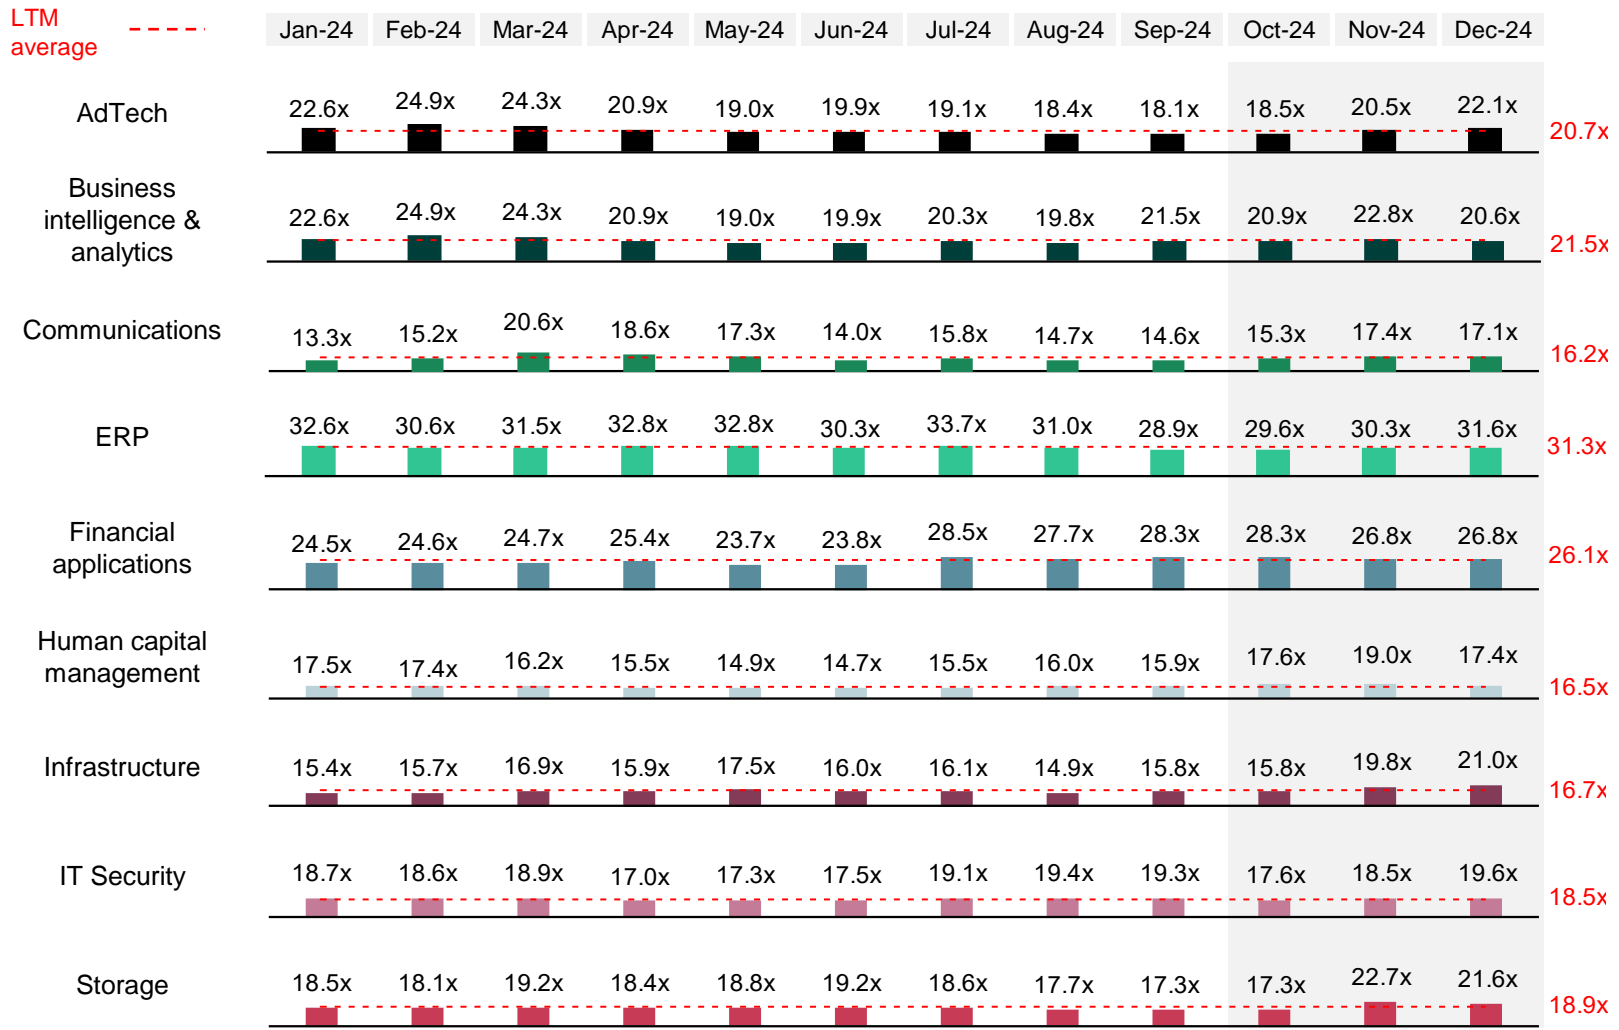 LTM
average
Jan-24 Feb-24 Mar-24 Apr-24 May-24 Jun-24 Jul-24 Aug-24 Sep-24 Oct-24 Nov-24 Dec-24
AdTech
22.6x 24.9x 24.3x 20.9x 19.0x 19.9x 19.1x 18.4x 18.1x 18.5x 20.5x 22.1x
20.7x
Business
intelligence &
analytics
22.6x 24.9x 24.3x 20.9x 19.0x 19.9x 20.3x 19.8x 21.5x 20.9x 22.8x 20.6x
21.5x
Communications
13.3x 15.2x 20.6x 18.6x 17.3x 14.0x 15.8x 14.7x 14.6x 15.3x 17.4x 17.1x
16.2x
ERP
32.6x 30.6x 31.5x 32.8x 32.8x 30.3x 33.7x 31.0x 28.9x 29.6x 30.3x 31.6x
31.3x
Financial
applications
24.5x 24.6x 24.7x 25.4x 23.7x 23.8x 28.5x 27.7x 28.3x 28.3x 26.8x 26.8x
26.1x
Human capital
management
17.5x 17.4x 16.2x 15.5x 14.9x 14.7x 15.5x 16.0x 15.9x 17.6x 19.0x 17.4x
16.5x
Infrastructure
15.4x 15.7x 16.9x 15.9x 17.5x 16.0x 16.1x 14.9x 15.8x 15.8x 19.8x 21.0x
16.7x
IT Security
18.7x 18.6x 18.9x 17.0x 17.3x 17.5x 19.1x 19.4x 19.3x 17.6x 18.5x 19.6x
18.5x
Storage
18.5x 18.1x 19.2x 18.4x 18.8x 19.2x 18.6x 17.7x 17.3x 17.3x 22.7x 21.6x
18.9x